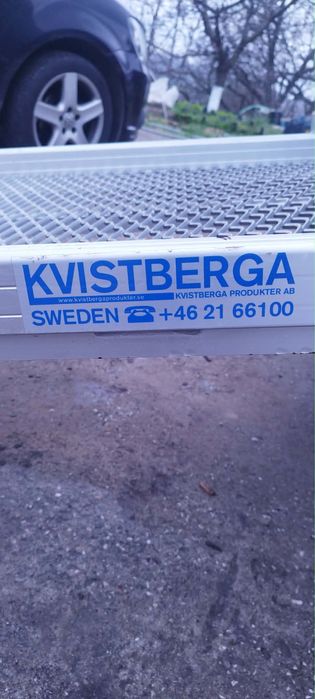 KVISTBERGA
www.kvistbergaprodukter.se KVISTBERGA PRODUKTER AB
SWEDEN ☎ +46 21 66100